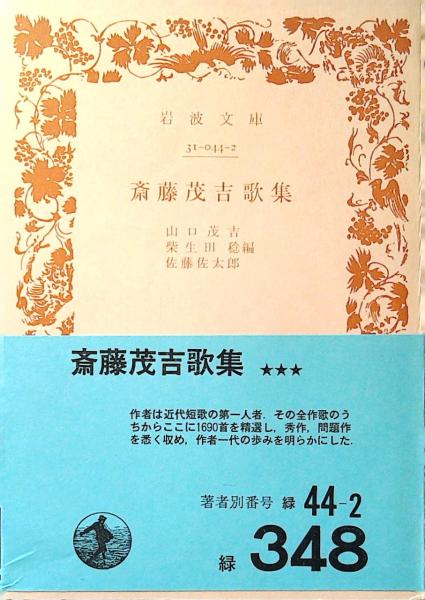 岩波文庫
31-044-2
斎藤茂吉歌集
山口茂吉
柴生田稔編
佐藤佐太郎
斎藤茂吉歌集 ★★★
作者は近代短歌の第一人者．その全作歌のう
ちからここに1690首を精選し，秀作，問題作
を悉く収め，作者一代の歩みを明らかにした．
著者別番号 緑 44-2
緑 348